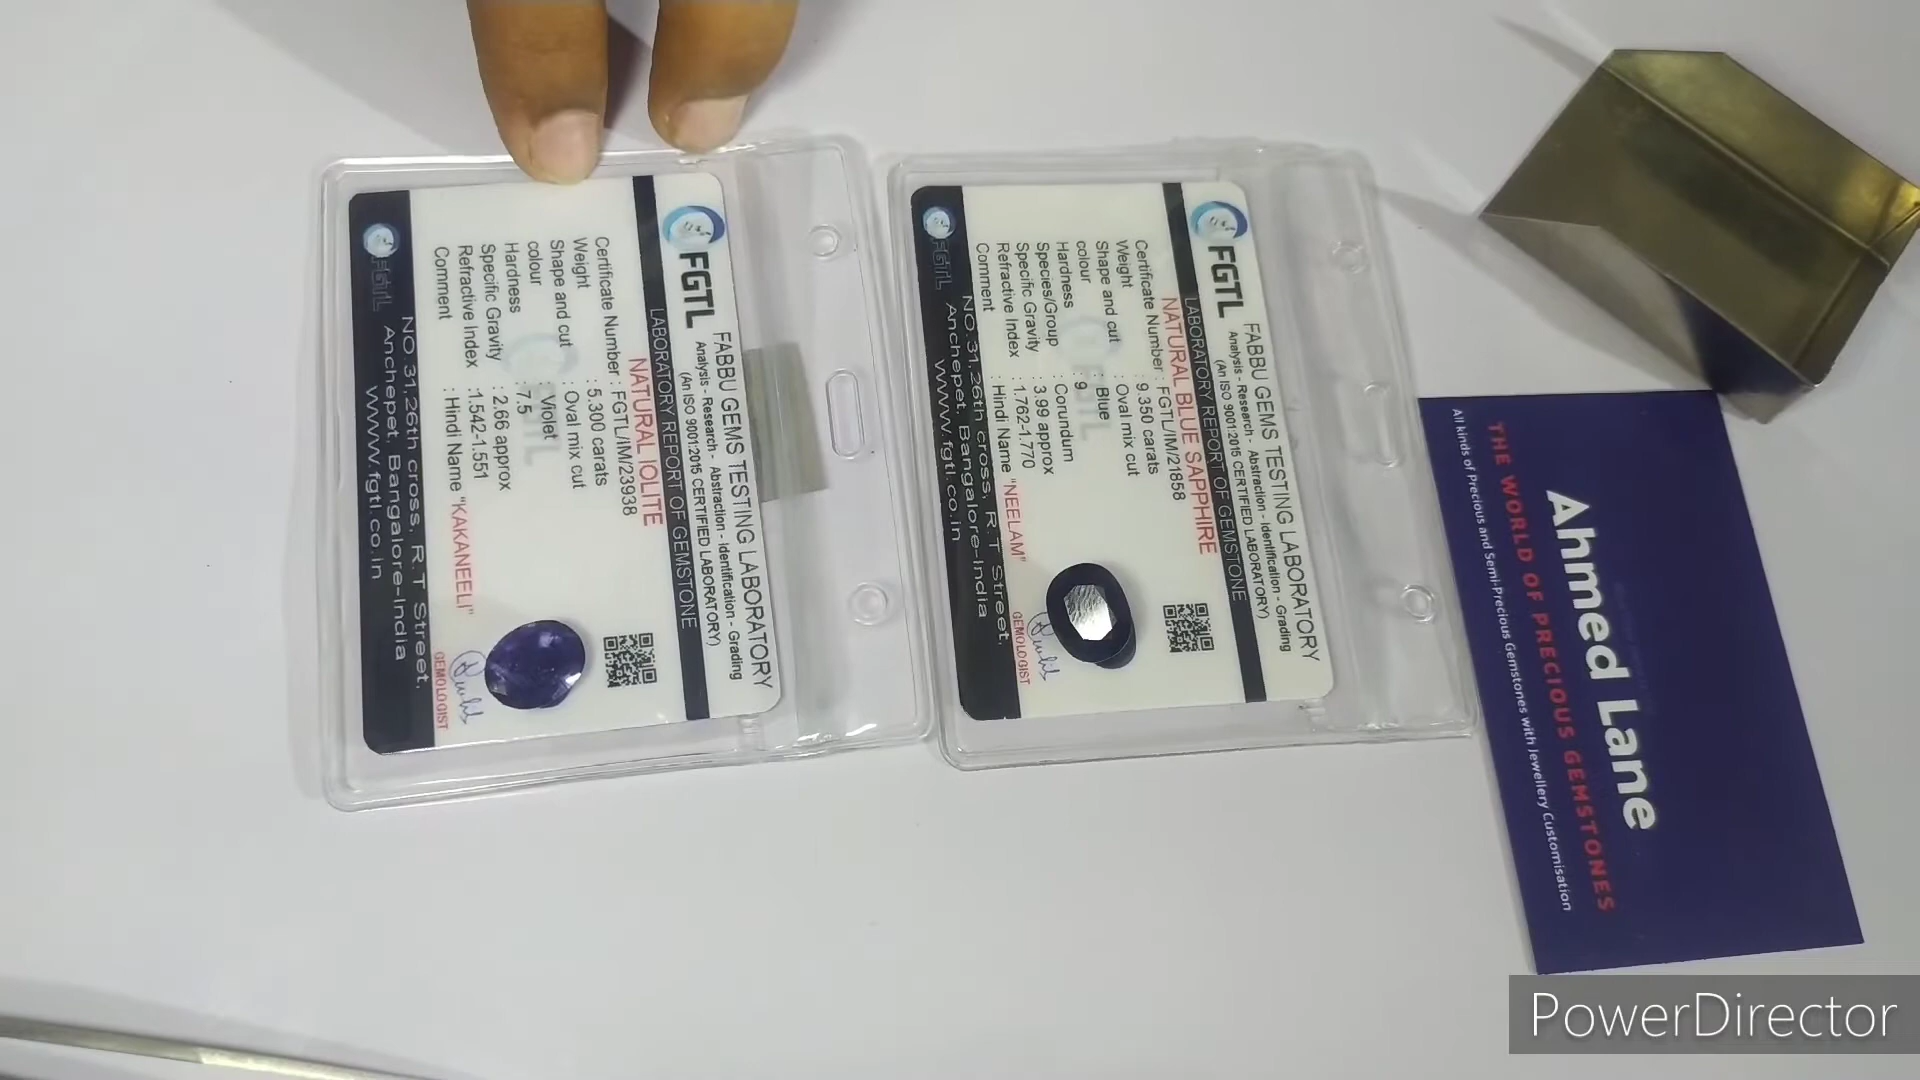 FGTL
FABBU GEMS TESTING LABORATORY
Analysis - Research - Abstraction - Identification - Grading
(An ISO 9001:2015 CERTIFIED LABORATORY)
LABORATORY REPORT OF GEMSTONE
NATURAL IOLITE
Certificate Number : FGTL/IM/23938
Weight : 5.300 carats
Shape and cut : Oval mix cut
colour : Violet
Hardness : 7.5
Specific Gravity : 2.66 approx
Refractive Index : 1.542-1.551
Comment : Hindi Name "KAKANEELI"
GEMOLOGIST
FGTL
NO.31,26th cross, R.T Street,
Anchepet, Bangalore-India
www.fgtl.co.in
FGTL
FABBU GEMS TESTING LABORATORY
Analysis - Research - Abstraction - Identification - Grading
(An ISO 9001:2015 CERTIFIED LABORATORY)
LABORATORY REPORT OF GEMSTONE
NATURAL BLUE SAPPHIRE
Certificate Number : FGTL/IM/21858
Weight : 9.350 carats
Shape and cut : Oval mix cut
colour : Blue
Hardness : 9
Species/Group : Corundum
Specific Gravity : 3.99 approx
Refractive Index : 1.762-1.770
Comment : Hindi Name "NEELAM"
GEMOLOGIST
FGTL
NO.31,26th cross, R.T Street,
Anchepet, Bangalore-India
www.fgtl.co.in
Ahmed Lane
THE WORLD OF PRECIOUS GEMSTONES
All kinds of Precious and Semi-Precious Gemstones with Jewellery Customisation
PowerDirector